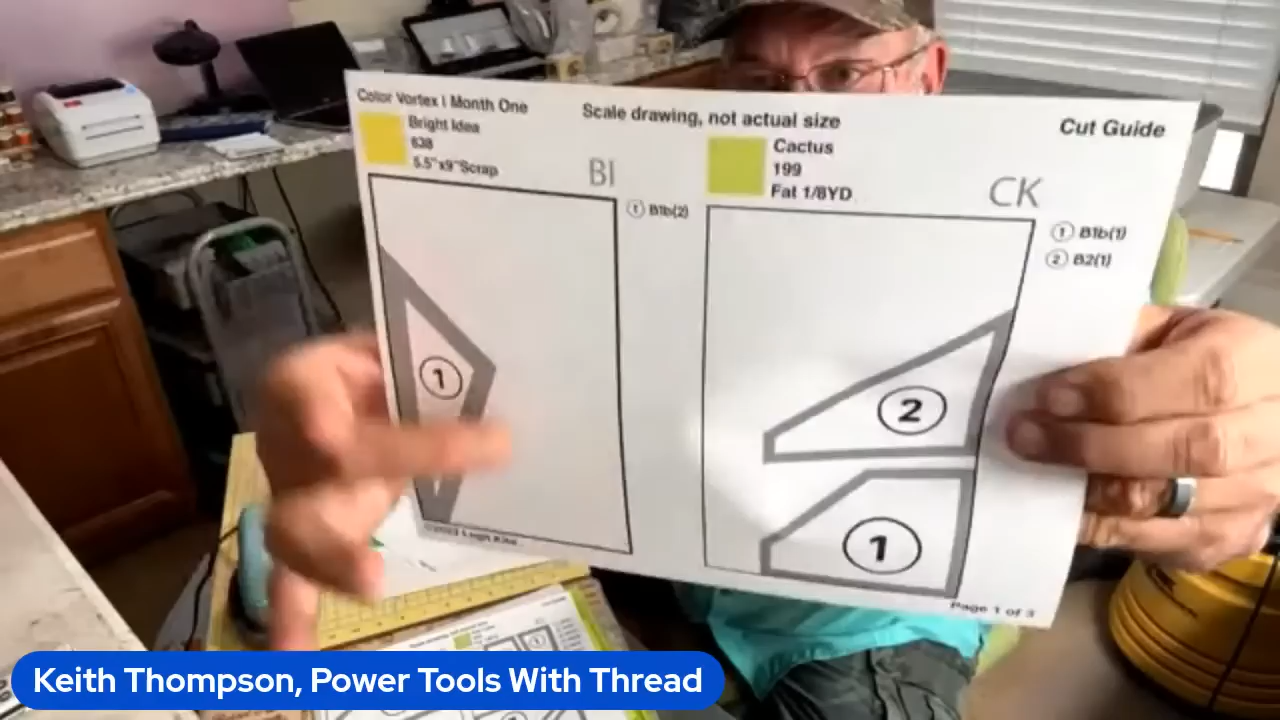 Color Vortex | Month One
Scale drawing, not actual size
Cut Guide
Bright Idea
638
5.5"x9"Scrap
BI
① B1b(2)
Cactus
199
Fat 1/8YD
CK
① B1b(1)
② B2(1)
1
2
1
Page 1 of 3
Keith Thompson, Power Tools With Thread